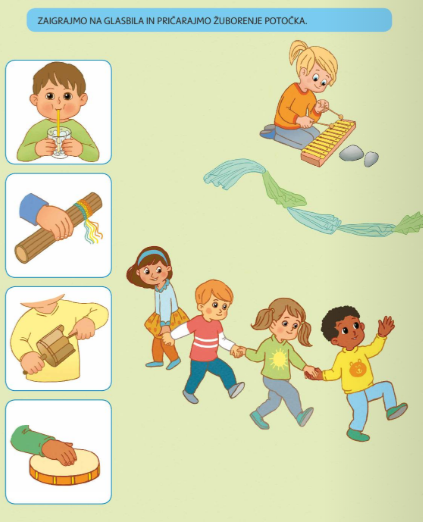 ZAIGRAJMO NA GLASBILA IN PRIČARAJMO ŽUBORENJE POTOČKA.